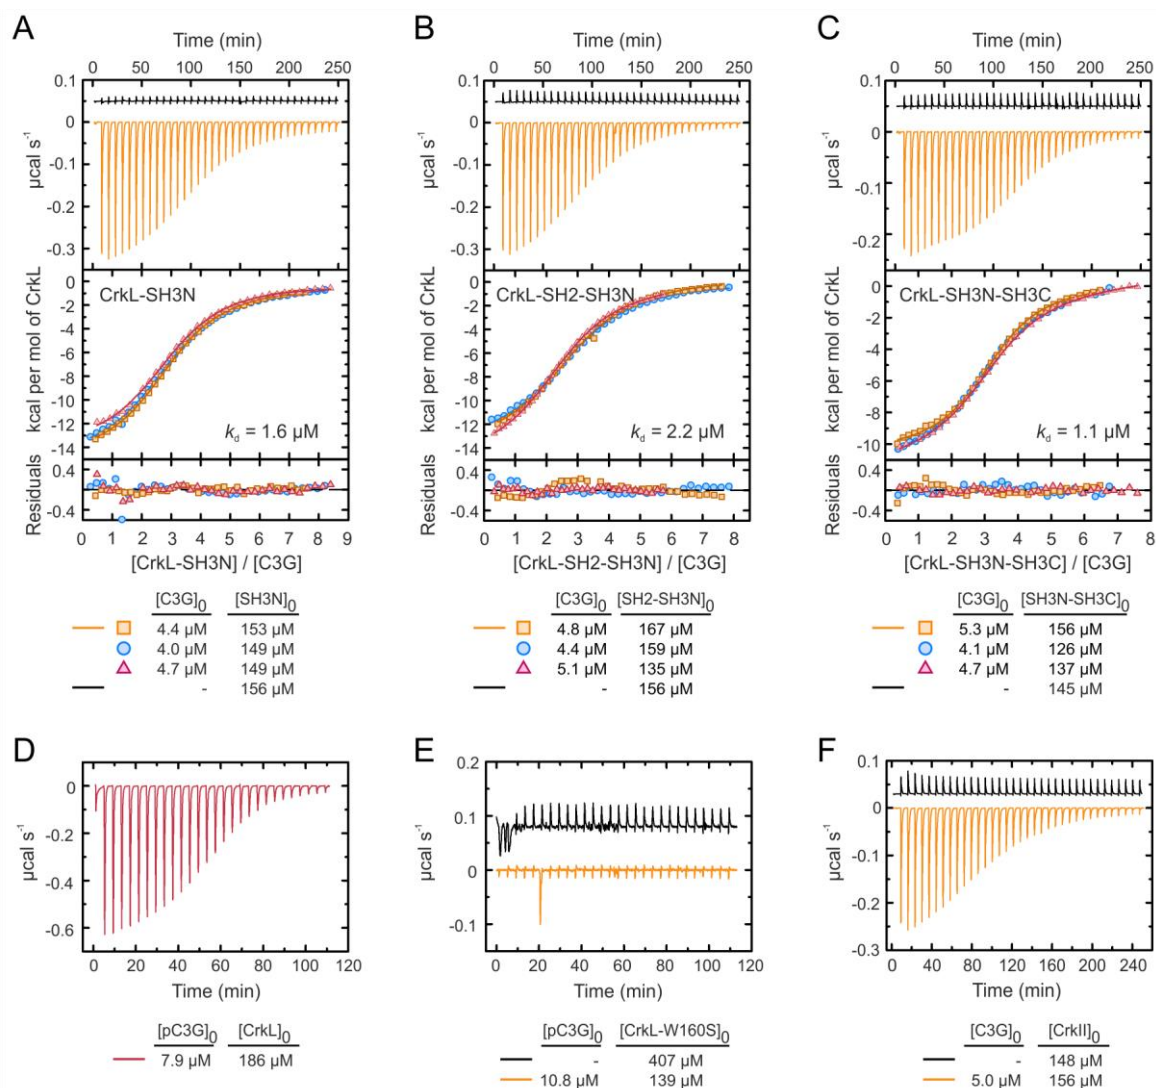 A
B
C
Time (min)
Time (min)
Time (min)
0 50 100 150 200 250
0 50 100 150 200 250
0 50 100 150 200 250
µcal s⁻¹
0.1
0
-0.1
-0.2
-0.3
µcal s⁻¹
0.1
0
-0.1
-0.2
-0.3
µcal s⁻¹
0.1
0
-0.1
-0.2
kcal per mol of CrkL
0
-2
-4
-6
-8
-10
-12
-14
CrkL-SH3N
k_d = 1.6 µM
kcal per mol of CrkL
0
-2
-4
-6
-8
-10
-12
-14
CrkL-SH2-SH3N
k_d = 2.2 µM
kcal per mol of CrkL
0
-2
-4
-6
-8
-10
CrkL-SH3N-SH3C
k_d = 1.1 µM
Residuals
0.4
-0.4
Residuals
0.4
-0.4
Residuals
0.4
-0.4
0 1 2 3 4 5 6 7 8 9
0 1 2 3 4 5 6 7 8
0 1 2 3 4 5 6 7 8
[CrkL-SH3N] / [C3G]
[CrkL-SH2-SH3N] / [C3G]
[CrkL-SH3N-SH3C] / [C3G]
[C3G]₀ [SH3N]₀
4.4 µM 153 µM
4.0 µM 149 µM
4.7 µM 149 µM
- 156 µM
[C3G]₀ [SH2-SH3N]₀
4.8 µM 167 µM
4.4 µM 159 µM
5.1 µM 135 µM
- 156 µM
[C3G]₀ [SH3N-SH3C]₀
5.3 µM 156 µM
4.1 µM 126 µM
4.7 µM 137 µM
- 145 µM
D
E
F
µcal s⁻¹
0
-0.2
-0.4
-0.6
0 20 40 60 80 100 120
Time (min)
µcal s⁻¹
0.2
0.1
0
-0.1
0 20 40 60 80 100 120
Time (min)
µcal s⁻¹
0.1
0
-0.1
-0.2
-0.3
0 40 80 120 160 200 240
Time (min)
[pC3G]₀ [CrkL]₀
7.9 µM 186 µM
[pC3G]₀ [CrkL-W160S]₀
- 407 µM
10.8 µM 139 µM
[C3G]₀ [CrkII]₀
- 148 µM
5.0 µM 156 µM